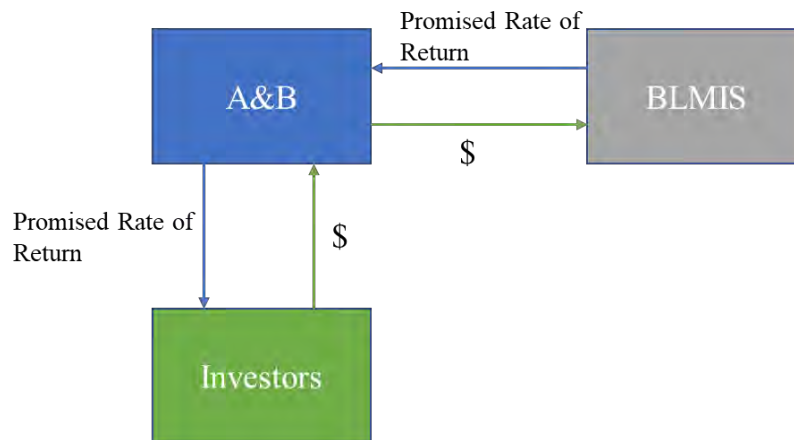 Promised Rate of
Return
A&B
BLMIS
$
Promised Rate of
Return
$
Investors